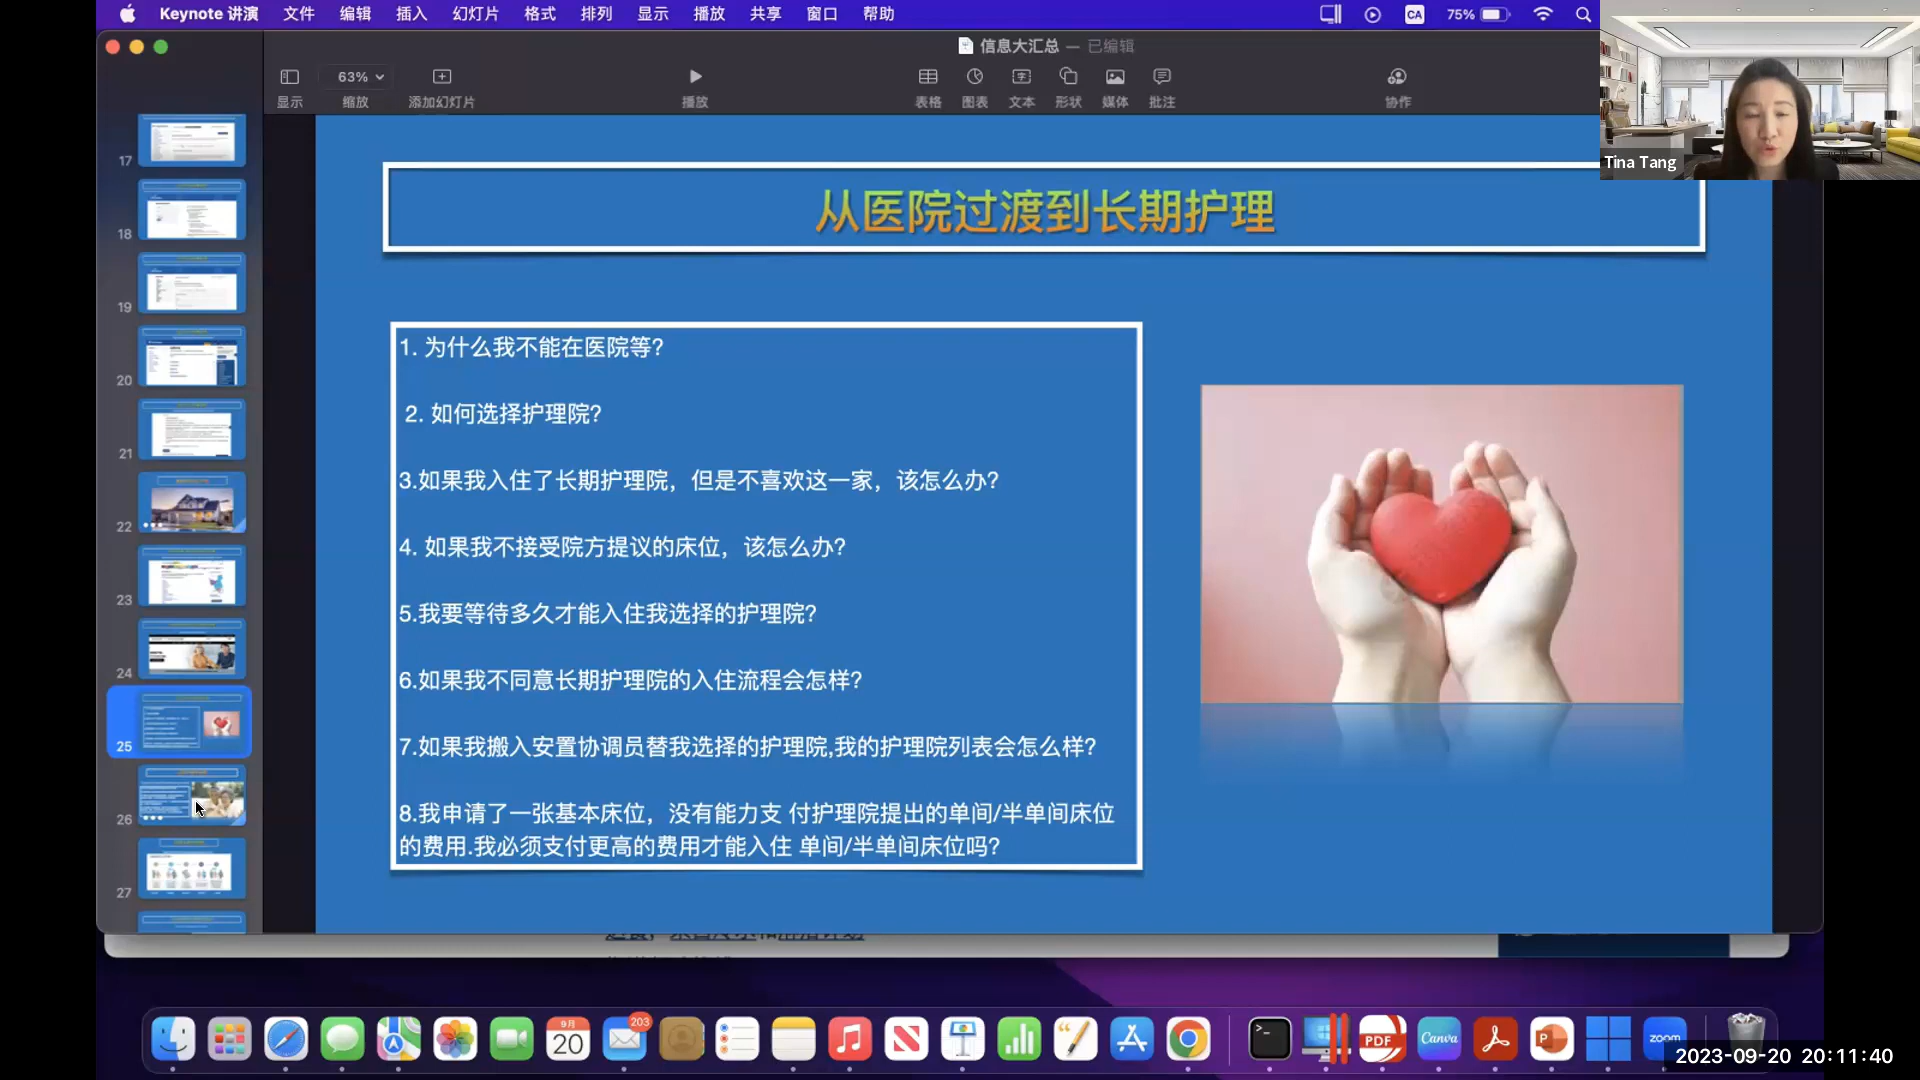 Keynote 讲演 文件 编辑 插入 幻灯片 格式 排列 显示 播放 共享 窗口 帮助
CA 75%
信息大汇总 — 已编辑
63%
显示 缩放 添加幻灯片 播放 表格 图表 文本 形状 媒体 批注 协作
Tina Tang
17
18
19
20
21
22
23
24
25
26
27
从医院过渡到长期护理
1. 为什么我不能在医院等?
2. 如何选择护理院?
3.如果我入住了长期护理院，但是不喜欢这一家，该怎么办?
4. 如果我不接受院方提议的床位，该怎么办?
5.我要等待多久才能入住我选择的护理院?
6.如果我不同意长期护理院的入住流程会怎样?
7.如果我搬入安置协调员替我选择的护理院,我的护理院列表会怎么样?
8.我申请了一张基本床位，没有能力支 付护理院提出的单间/半单间床位
的费用.我必须支付更高的费用才能入住 单间/半单间床位吗?
9月
20
203
PDF
Canva
zoom
2023-09-20 20:11:40